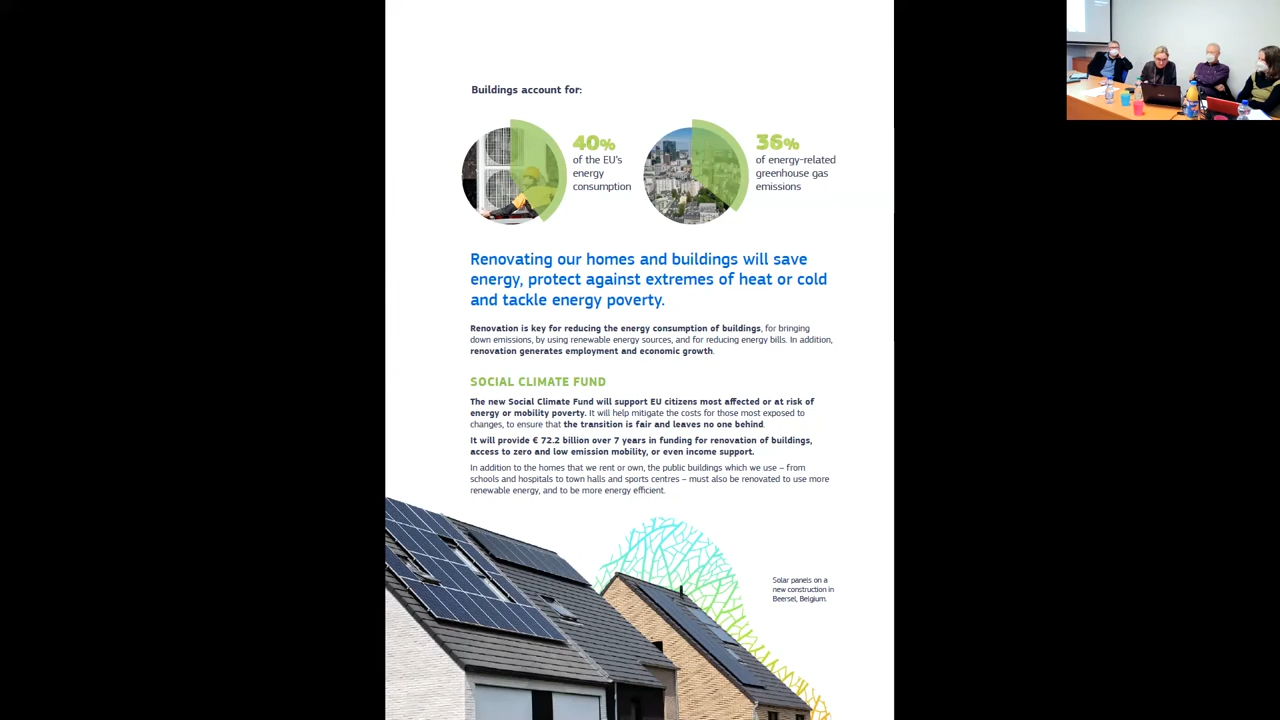 Buildings account for:
40%
of the EU's
energy
consumption
36%
of energy-related
greenhouse gas
emissions
Renovating our homes and buildings will save
energy, protect against extremes of heat or cold
and tackle energy poverty.
Renovation is key for reducing the energy consumption of buildings, for bringing
down emissions, by using renewable energy sources, and for reducing energy bills. In addition,
renovation generates employment and economic growth.
SOCIAL CLIMATE FUND
The new Social Climate Fund will support EU citizens most affected or at risk of
energy or mobility poverty. It will help mitigate the costs for those most exposed to
changes, to ensure that the transition is fair and leaves no one behind.
It will provide € 72.2 billion over 7 years in funding for renovation of buildings,
access to zero and low emission mobility, or even income support.
In addition to the homes that we rent or own, the public buildings which we use – from
schools and hospitals to town halls and sports centres – must also be renovated to use more
renewable energy, and to be more energy efficient.
Solar panels on a
new construction in
Beersel, Belgium.